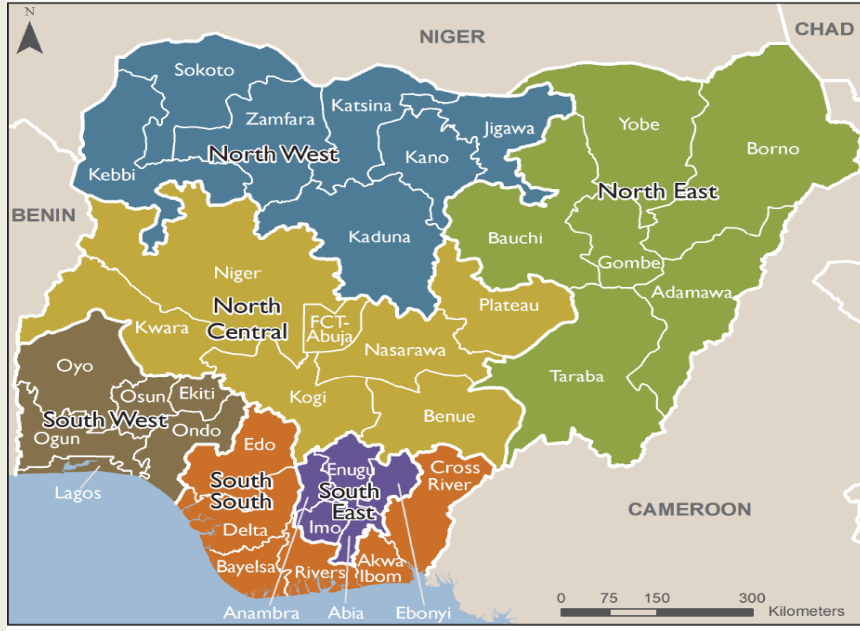 N
NIGER
CHAD
Sokoto
Katsina
Zamfara
Jigawa
Yobe
Kano
Borno
North West
Kebbi
North East
BENIN
Kaduna
Bauchi
Niger
Gombe
Adamawa
North
Central
Plateau
FCT-
Abuja
Kwara
Nasarawa
Oyo
Taraba
Osun
Ekiti
Kogi
Benue
South West
Ogun
Ondo
Edo
Enugu
Cross
River
Lagos
South
South
South
East
CAMEROON
Delta
Imo
Bayelsa
Rivers
Akwa
Ibom
Anambra
Abia
Ebonyi
0 75 150 300
Kilometers